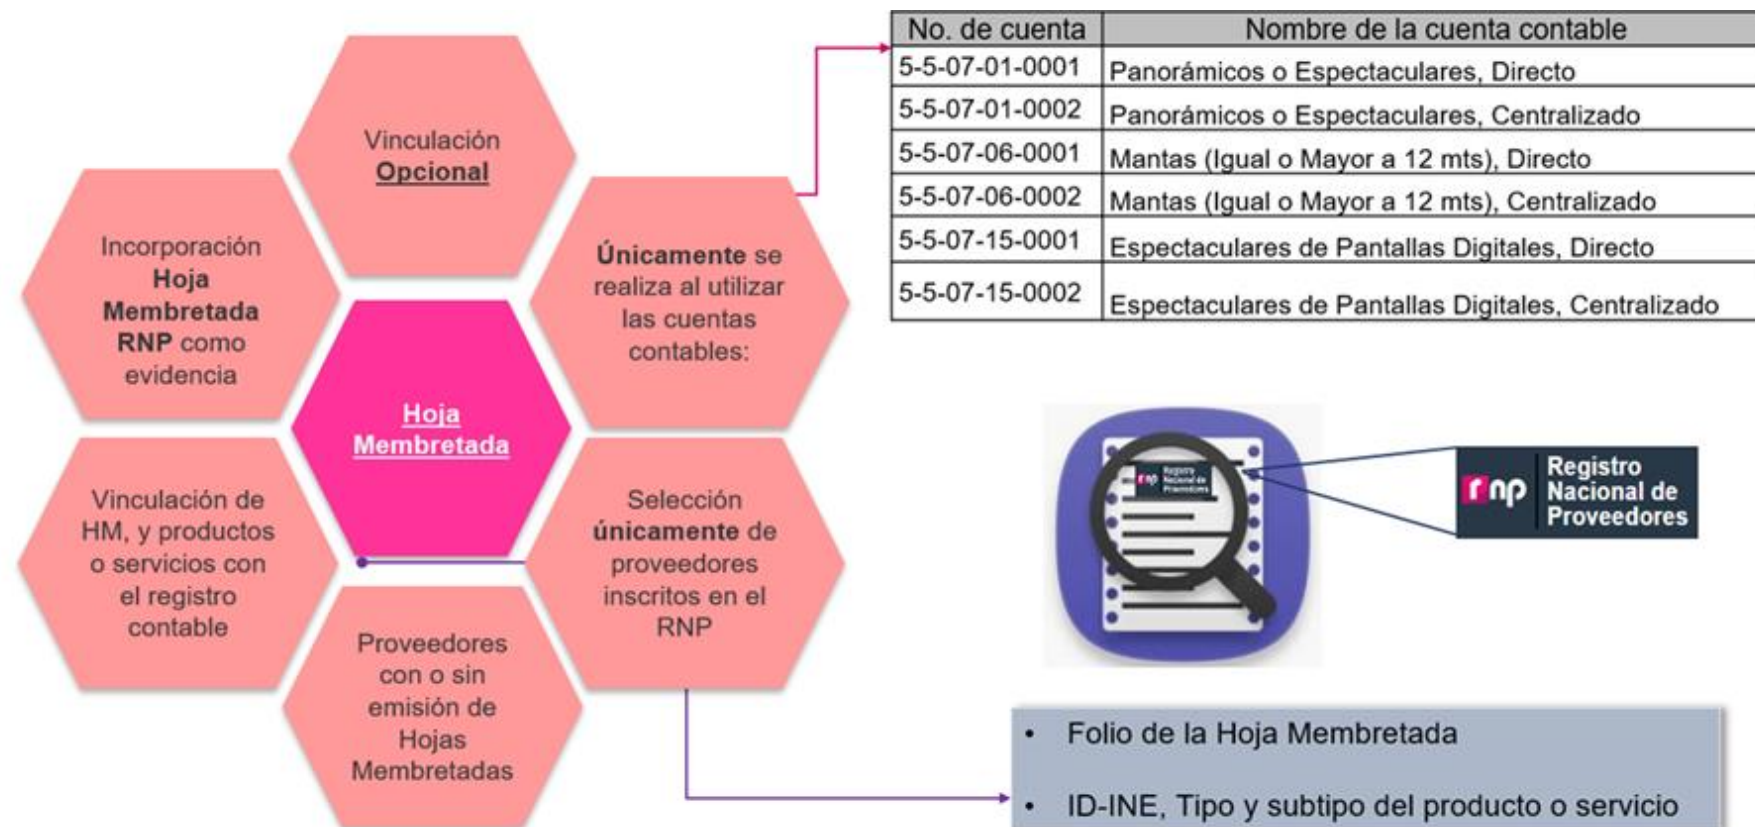 Vinculación
Opcional
Incorporación
Hoja
Membretada
RNP como
evidencia
Únicamente se
realiza al utilizar
las cuentas
contables:
Hoja
Membretada
Vinculación de
HM, y productos
o servicios con
el registro
contable
Selección
únicamente de
proveedores
inscritos en el
RNP
Proveedores
con o sin
emisión de
Hojas
Membretadas
No. de cuenta Nombre de la cuenta contable
5-5-07-01-0001 Panorámicos o Espectaculares, Directo
5-5-07-01-0002 Panorámicos o Espectaculares, Centralizado
5-5-07-06-0001 Mantas (Igual o Mayor a 12 mts), Directo
5-5-07-06-0002 Mantas (Igual o Mayor a 12 mts), Centralizado
5-5-07-15-0001 Espectaculares de Pantallas Digitales, Directo
5-5-07-15-0002 Espectaculares de Pantallas Digitales, Centralizado
rnp Registro
Nacional de
Proveedores
rnp Registro
Nacional de
Proveedores
• Folio de la Hoja Membretada
• ID-INE, Tipo y subtipo del producto o servicio